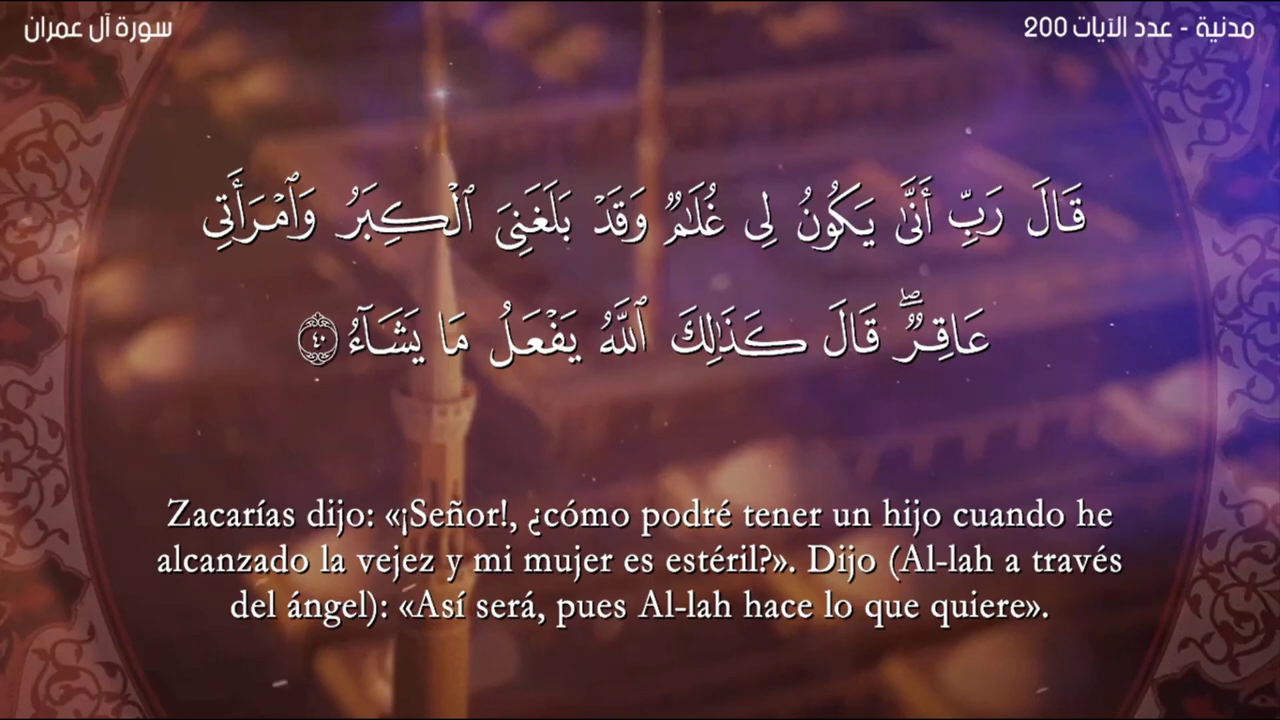 سورة آل عمران
مدنية - عدد الآيات 200
قَالَ رَبِّ أَنَّىٰ يَكُونُ لِى غُلَـٰمٌ وَقَدْ بَلَغَنِىَ ٱلْكِبَرُ وَٱمْرَأَتِى
عَاقِرٌ ۖ قَالَ كَذَٰلِكَ ٱللَّهُ يَفْعَلُ مَا يَشَآءُ ٤٠
Zacarías dijo: «¡Señor!, ¿cómo podré tener un hijo cuando he
alcanzado la vejez y mi mujer es estéril?». Dijo (Al-lah a través
del ángel): «Así será, pues Al-lah hace lo que quiere».